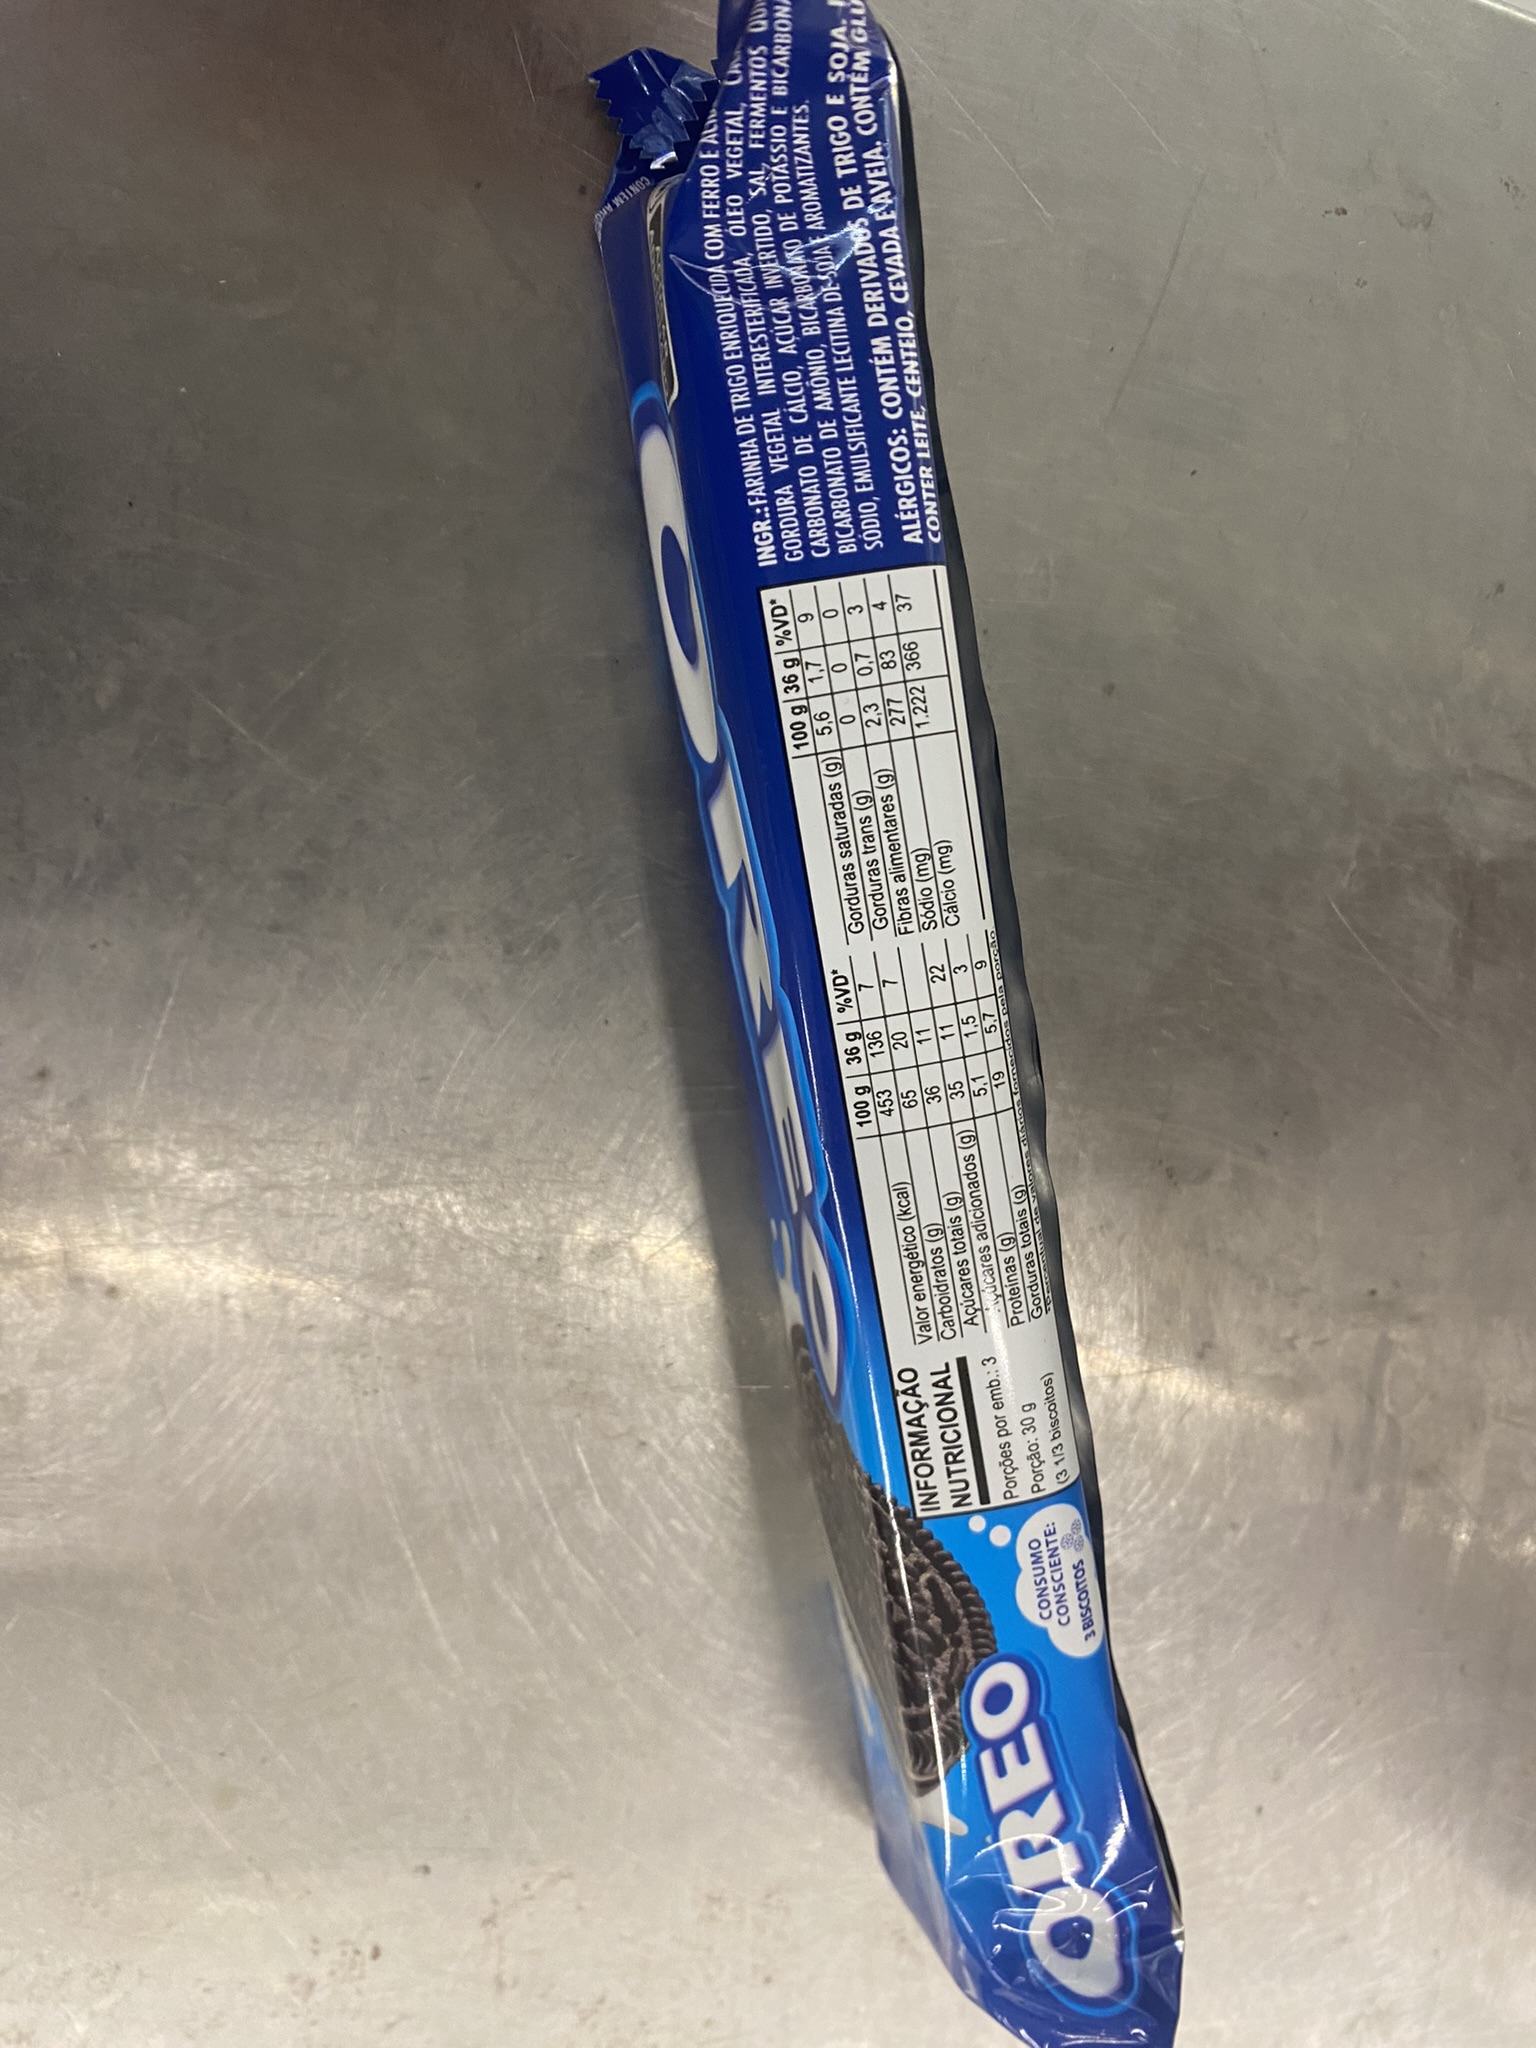 OREO
OREO
CONSUMO
CONSCIENTE:
3 BISCOITOS
INFORMAÇÃO
NUTRICIONAL
Porções por emb.: 3
Porção: 30 g
(3 1/3 biscoitos)
100 g | 36 g | %VD*
Valor energético (kcal) 453 136 7
Carboidratos (g) 65 20 7
Açúcares totais (g) 36 11
Açúcares adicionados (g) 35 11 22
Proteínas (g) 5,1 1,5 3
Gorduras totais (g) 19 5,7 9
de valores diários fornecidos pela porção
100 g | 36 g | %VD*
Gorduras saturadas (g) 5,6 1,7 9
Gorduras trans (g) 0 0 0
Fibras alimentares (g) 2,3 0,7 3
Sódio (mg) 277 83 4
Cálcio (mg) 1.222 366 37
INGR.: FARINHA DE TRIGO ENRIQUECIDA COM FERRO E
GORDURA VEGETAL INTERESTERIFICADA, ÓLEO VEGETAL,
CARBONATO DE CÁLCIO, AÇÚCAR INVERTIDO, SAL, FERMENTOS
BICARBONATO DE AMÔNIO, BICARBONATO DE POTÁSSIO E
SÓDIO, EMULSIFICANTE LECITINA DE SOJA E AROMATIZANTES.
ALÉRGICOS: CONTÉM DERIVADOS DE TRIGO E SOJA.
CONTER LEITE, CENTEIO, CEVADA E AVEIA. CONTÉM
CONTÉM